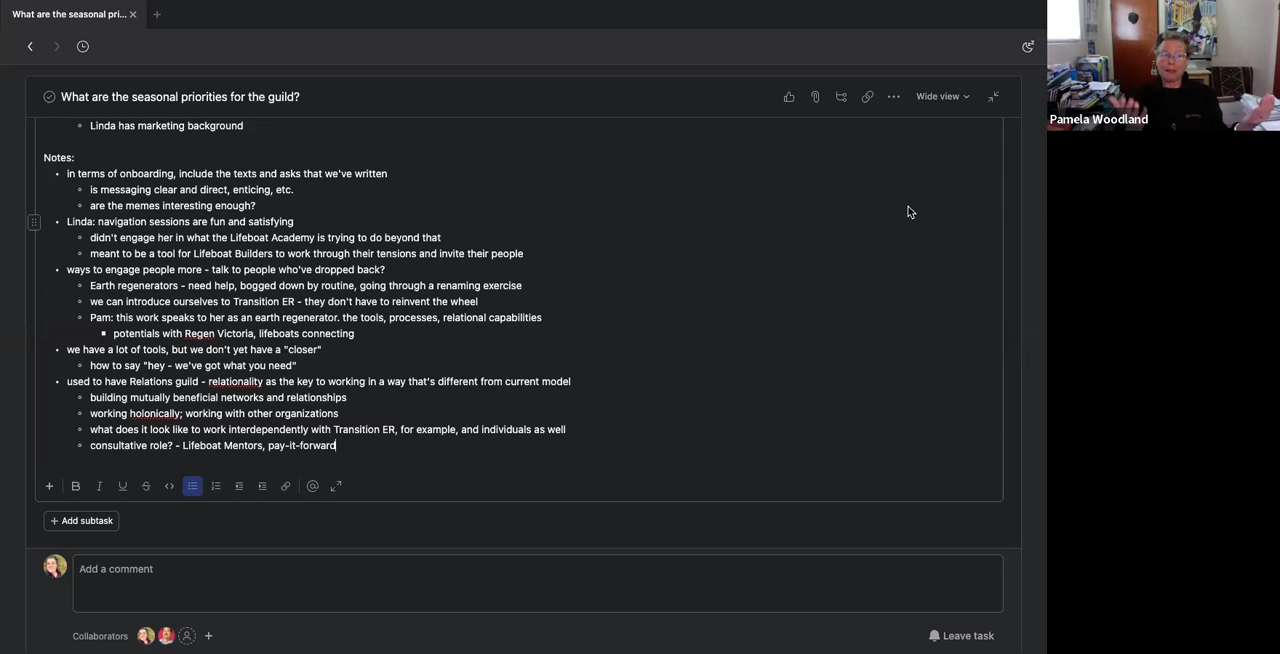 What are the seasonal pri...
What are the seasonal priorities for the guild?
Wide view
Linda has marketing background
Notes:
in terms of onboarding, include the texts and asks that we've written
is messaging clear and direct, enticing, etc.
are the memes interesting enough?
Linda: navigation sessions are fun and satisfying
didn't engage her in what the Lifeboat Academy is trying to do beyond that
meant to be a tool for Lifeboat Builders to work through their tensions and invite their people
ways to engage people more - talk to people who've dropped back?
Earth regenerators - need help, bogged down by routine, going through a renaming exercise
we can introduce ourselves to Transition ER - they don't have to reinvent the wheel
Pam: this work speaks to her as an earth regenerator. the tools, processes, relational capabilities
potentials with Regen Victoria, lifeboats connecting
we have a lot of tools, but we don't yet have a "closer"
how to say "hey - we've got what you need"
used to have Relations guild - relationality as the key to working in a way that's different from current model
building mutually beneficial networks and relationships
working holonically; working with other organizations
what does it look like to work interdependently with Transition ER, for example, and individuals as well
consultative role? - Lifeboat Mentors, pay-it-forward
+ B I U S <> @
+ Add subtask
Add a comment
Collaborators
Leave task
Pamela Woodland